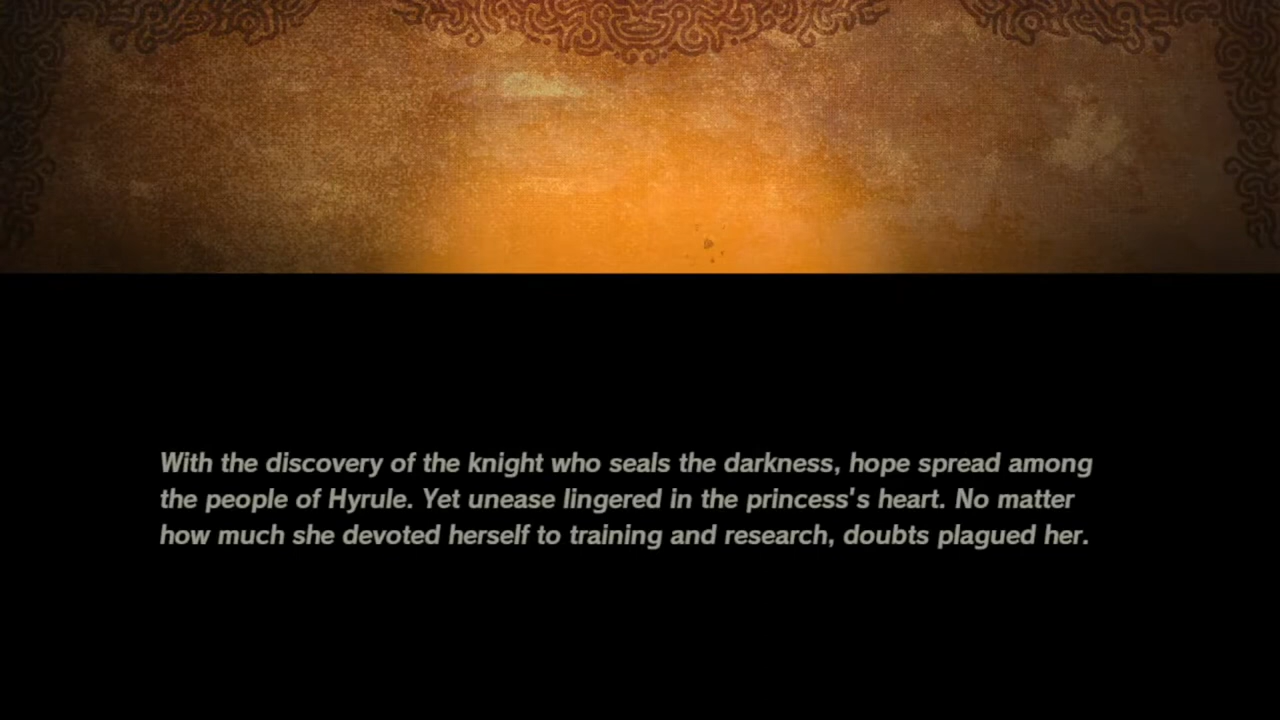 With the discovery of the knight who seals the darkness, hope spread among
the people of Hyrule. Yet unease lingered in the princess's heart. No matter
how much she devoted herself to training and research, doubts plagued her.